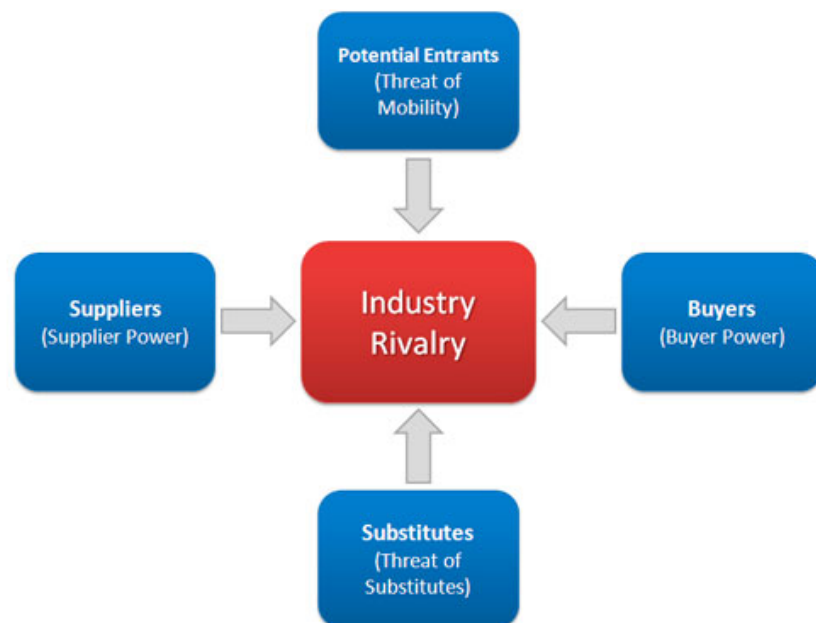 Potential Entrants
(Threat of
Mobility)
Suppliers
(Supplier Power)
Industry
Rivalry
Buyers
(Buyer Power)
Substitutes
(Threat of
Substitutes)